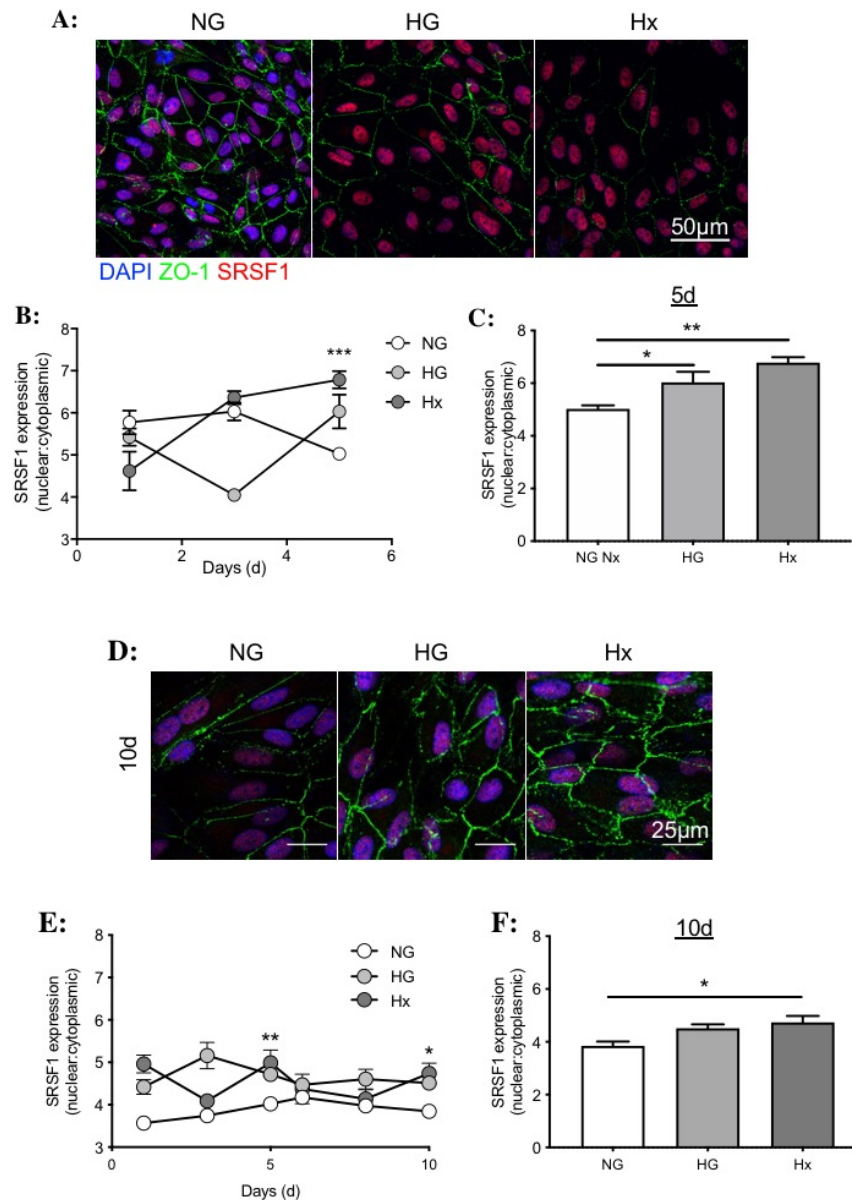 A:
NG HG Hx
50µm
DAPI ZO-1 SRSF1
B:
SRSF1 expression
(nuclear:cytoplasmic)
8
7
6
5
4
3
0 2 4 6
Days (d)
***
NG
HG
Hx
C:
5d
SRSF1 expression
(nuclear:cytoplasmic)
8
6
4
2
0
**
*
NG Nx HG Hx
D:
NG HG Hx
10d
25µm
E:
SRSF1 expression
(nuclear:cytoplasmic)
8
7
6
5
4
3
0 5 10
Days (d)
**
*
NG
HG
Hx
F:
10d
SRSF1 expression
(nuclear:cytoplasmic)
8
6
4
2
0
*
NG HG Hx